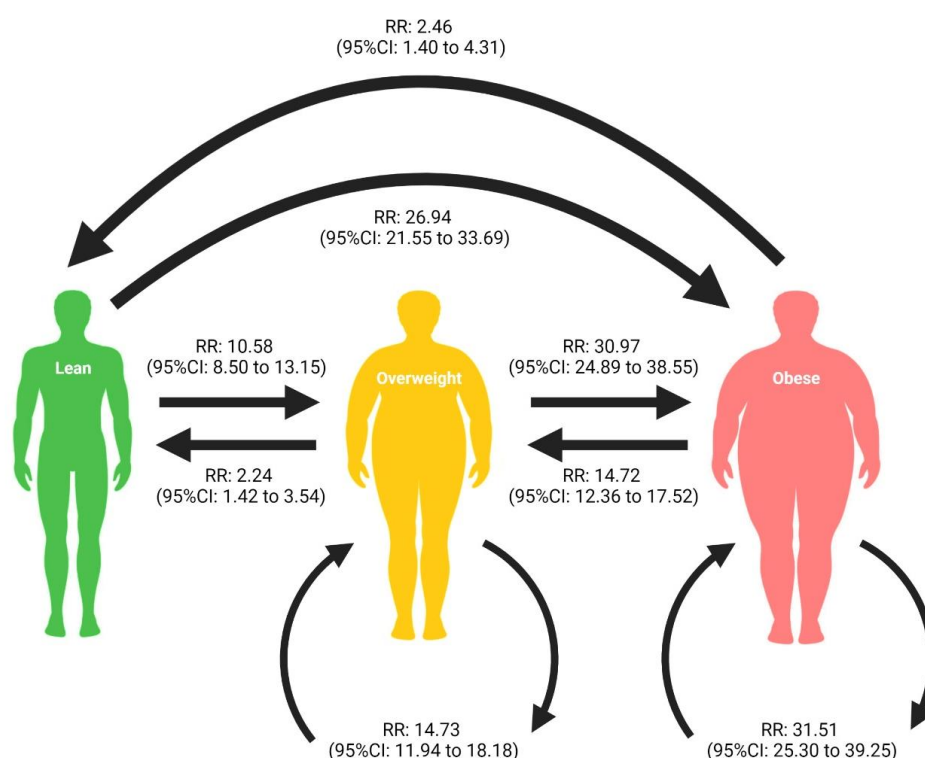 RR: 2.46
(95%CI: 1.40 to 4.31)
RR: 26.94
(95%CI: 21.55 to 33.69)
Lean
RR: 10.58
(95%CI: 8.50 to 13.15)
Overweight
RR: 30.97
(95%CI: 24.89 to 38.55)
Obese
RR: 2.24
(95%CI: 1.42 to 3.54)
RR: 14.72
(95%CI: 12.36 to 17.52)
RR: 14.73
(95%CI: 11.94 to 18.18)
RR: 31.51
(95%CI: 25.30 to 39.25)